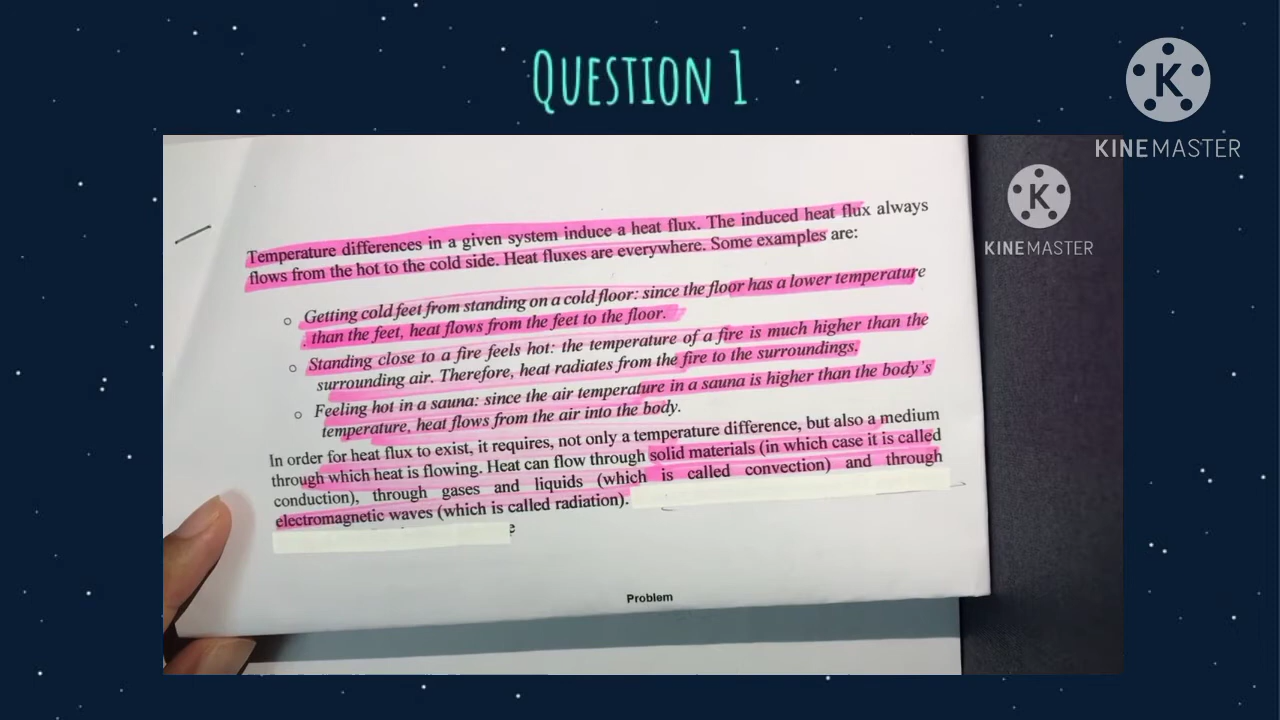 QUESTION 1
KINEMASTER
KINEMASTER
Temperature differences in a given system induce a heat flux. The induced heat flux always
flows from the hot to the cold side. Heat fluxes are everywhere. Some examples are:
Getting cold feet from standing on a cold floor: since the floor has a lower temperature
than the feet, heat flows from the feet to the floor.
Standing close to a fire feels hot: the temperature of a fire is much higher than the
surrounding air. Therefore, heat radiates from the fire to the surroundings.
Feeling hot in a sauna: since the air temperature in a sauna is higher than the body's
temperature, heat flows from the air into the body.
In order for heat flux to exist, it requires, not only a temperature difference, but also a medium
through which heat is flowing. Heat can flow through solid materials (in which case it is called
conduction), through gases and liquids (which is called convection) and through
electromagnetic waves (which is called radiation).
e
Problem